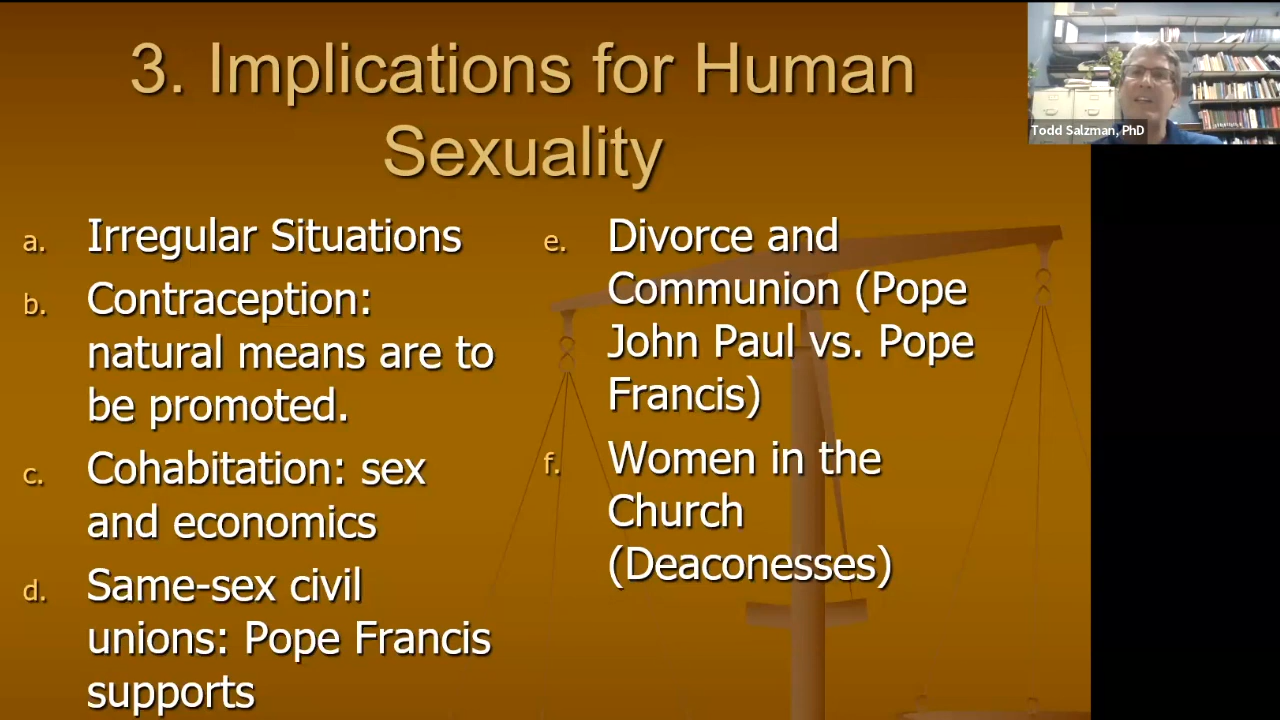 3. Implications for Human
Sexuality
Todd Salzman, PhD
a. Irregular Situations
b. Contraception:
natural means are to
be promoted.
c. Cohabitation: sex
and economics
d. Same-sex civil
unions: Pope Francis
supports
e. Divorce and
Communion (Pope
John Paul vs. Pope
Francis)
f. Women in the
Church
(Deaconesses)